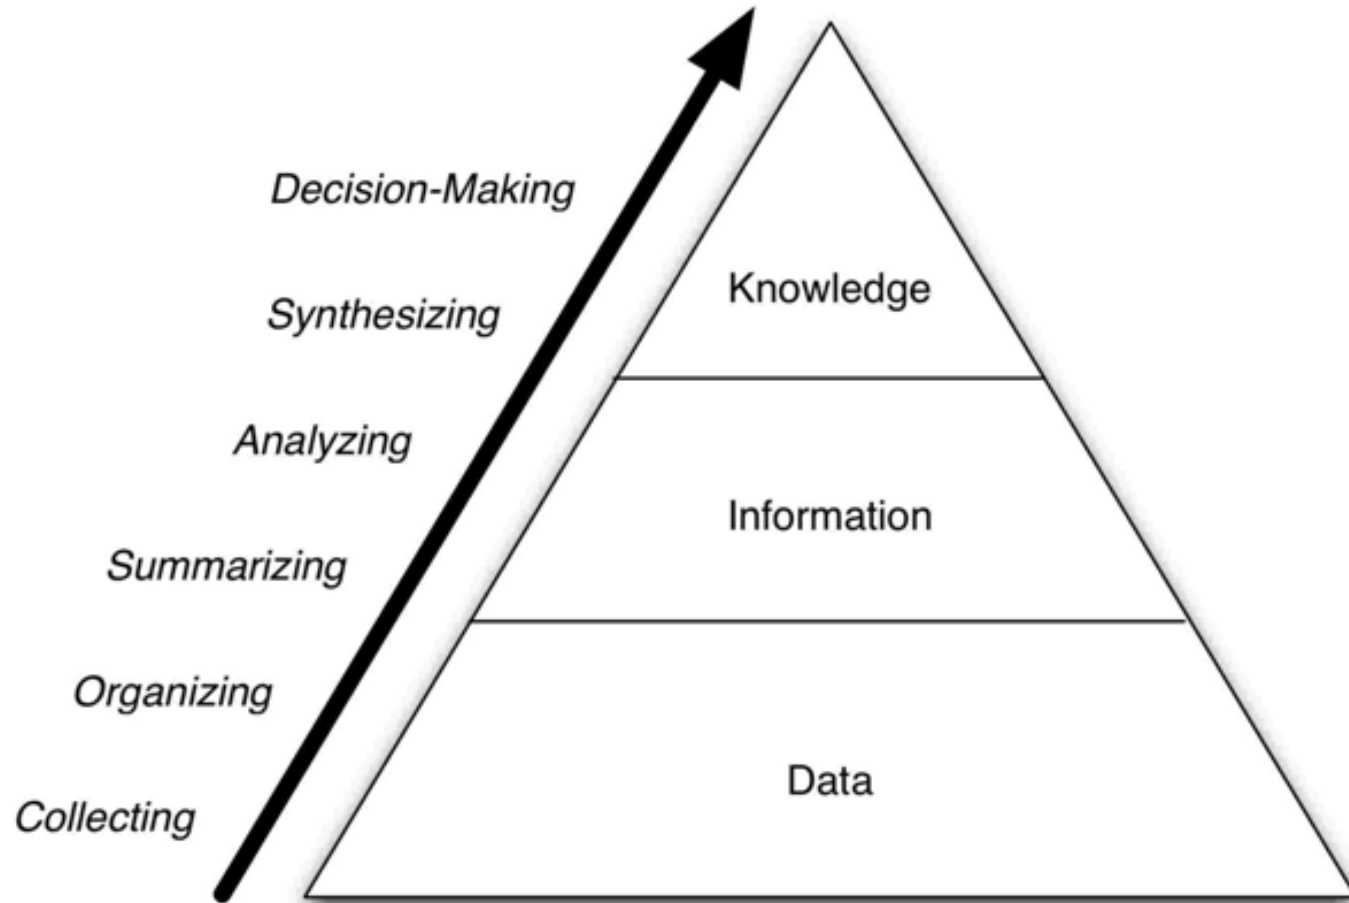 Decision-Making
Synthesizing
Analyzing
Summarizing
Organizing
Collecting
Knowledge
Information
Data